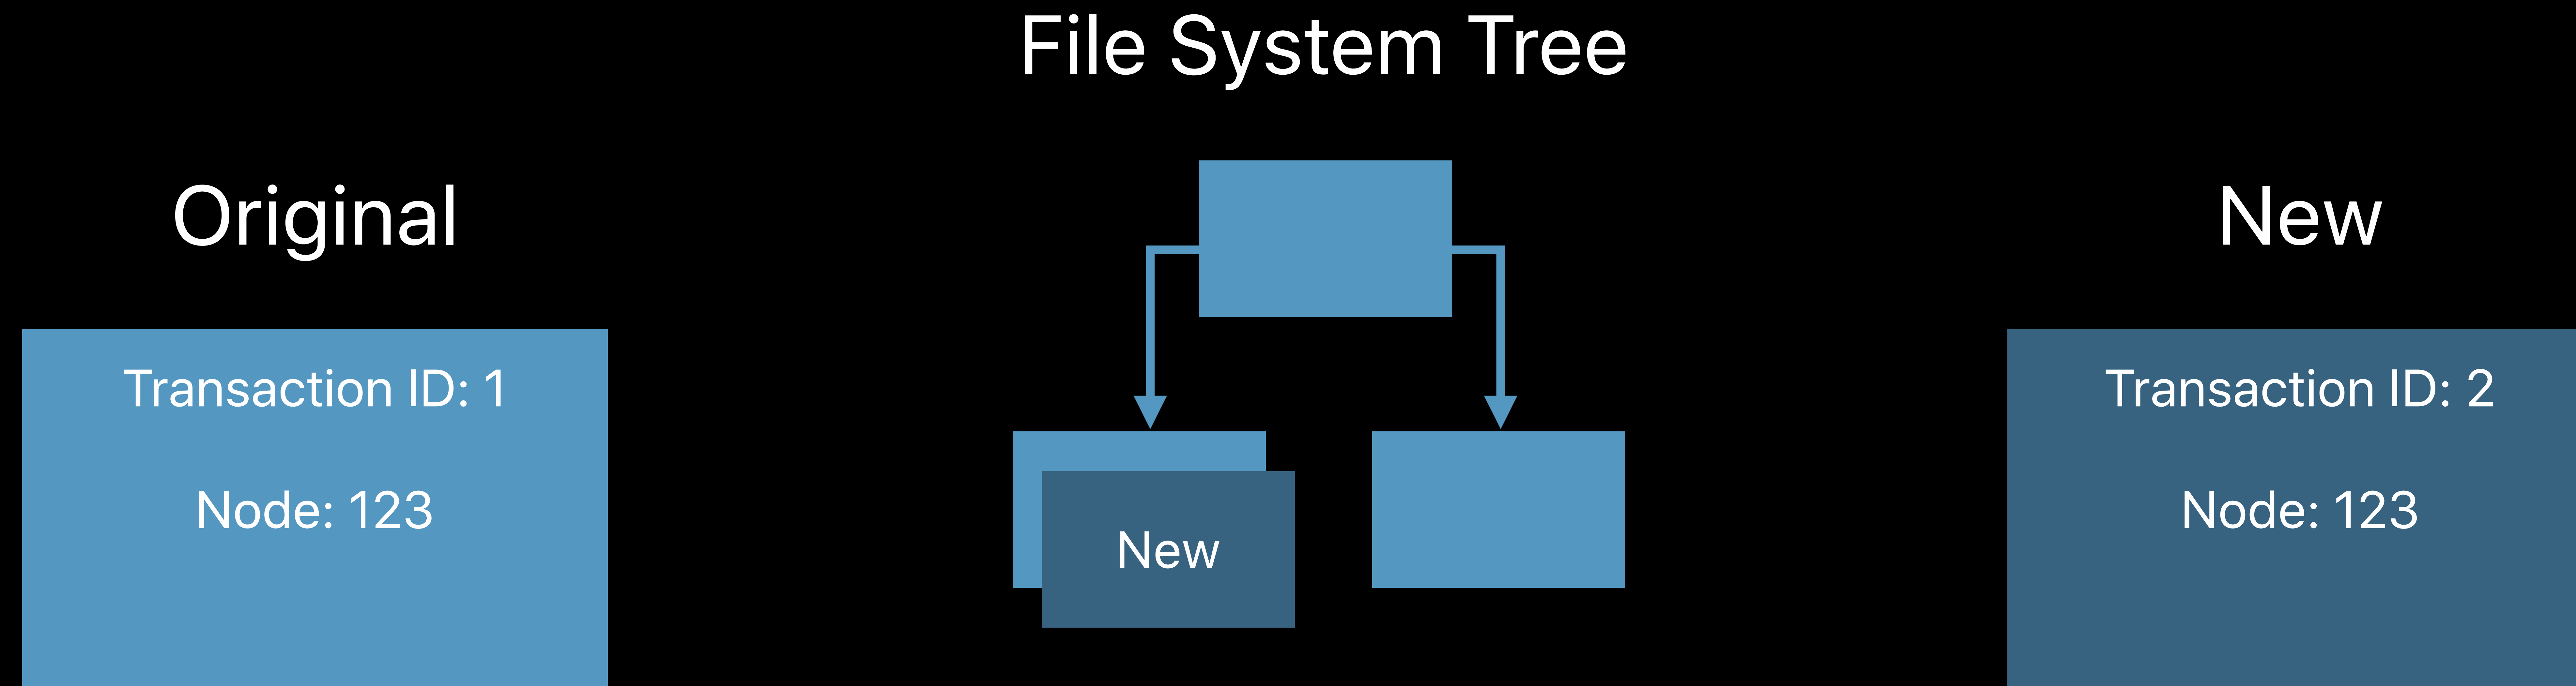 File System Tree
Original
Transaction ID: 1
Node: 123
New
New
Transaction ID: 2
Node: 123